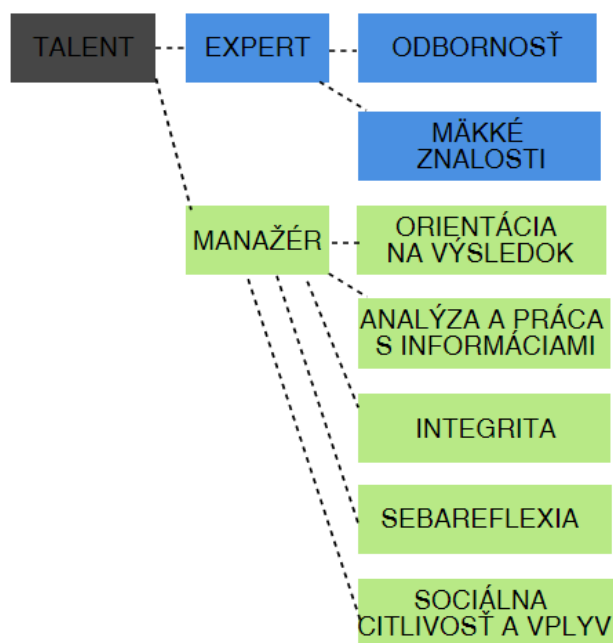 TALENT
EXPERT
ODBORNOSŤ
MÄKKÉ
ZNALOSTI
MANAŽÉR
ORIENTÁCIA
NA VÝSLEDOK
ANALÝZA A PRÁCA
S INFORMÁCIAMI
INTEGRITA
SEBAREFLEXIA
SOCIÁLNA
CITLIVOSŤ A VPLYV